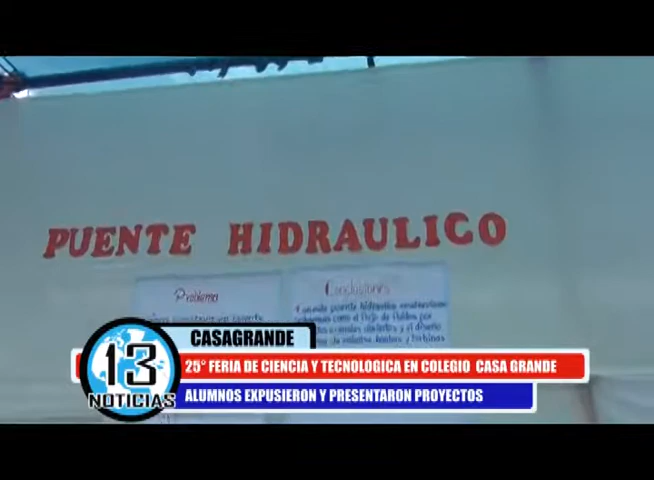 PUENTE HIDRAULICO
Problema
Conclusiones
CASAGRANDE
13
NOTICIAS
25° FERIA DE CIENCIA Y TECNOLOGICA EN COLEGIO CASA GRANDE
ALUMNOS EXPUSIERON Y PRESENTARON PROYECTOS